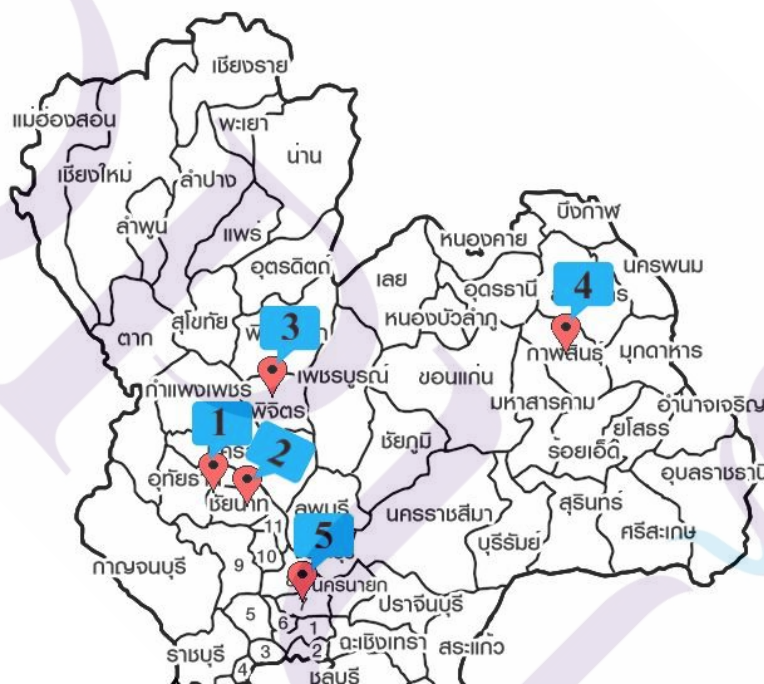 เชียงราย
แม่ฮ่องสอน
พะเยา
น่าน
เชียงใหม่
ลำปาง
ลำพูน
แพร่
บึงกาฬ
หนองคาย
อุตรดิตถ์
เลย
อุดรธานี
นครพนม
4
ตาก
สุโขทัย
3
หนองบัวลำภู
กาฬสินธุ์
มุกดาหาร
กำแพงเพชร
เพชรบูรณ์
ขอนแก่น
พิจิตร
มหาสารคาม
อำนาจเจริญ
1
2
ชัยภูมิ
ยโสธร
ร้อยเอ็ด
อุบลราชธานี
ชัยนาท
ลพบุรี
นครราชสีมา
สุรินทร์
ศรีสะเกษ
11
5
บุรีรัมย์
กาญจนบุรี
9
10
นครนายก
ปราจีนบุรี
5
6
1
ฉะเชิงเทรา
สระแก้ว
ราชบุรี
3
2
4
ชลบุรี